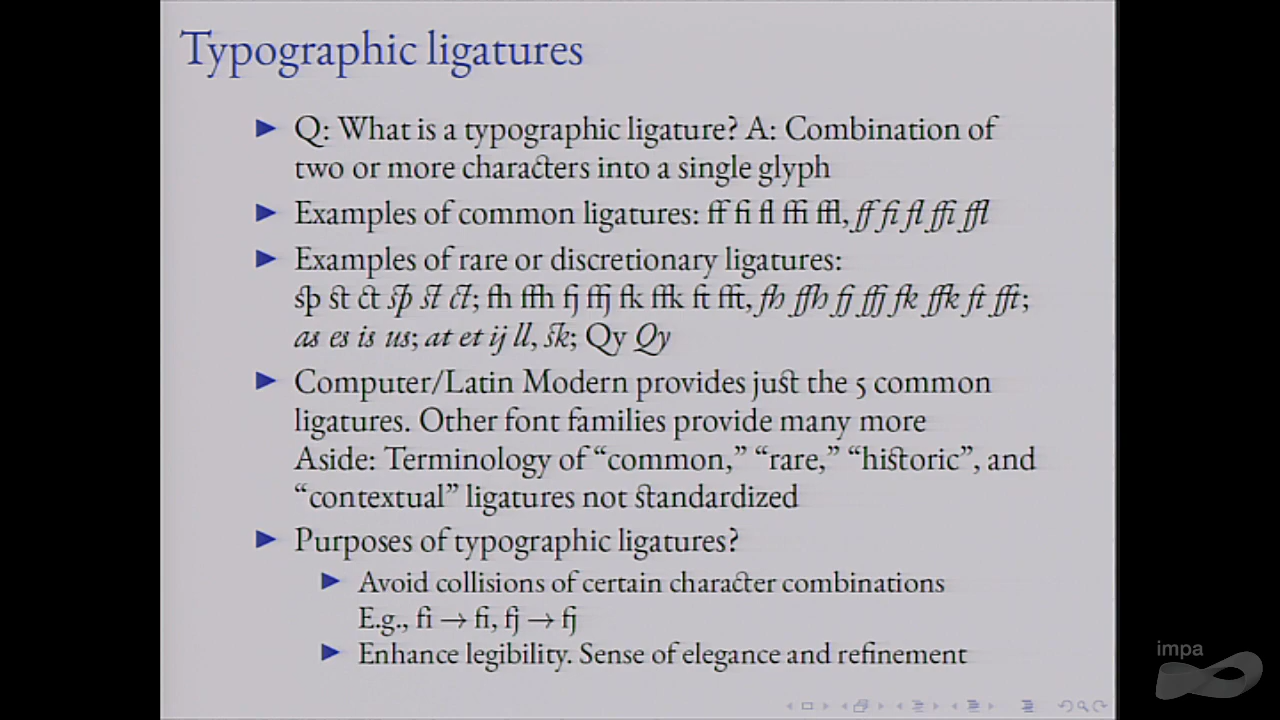 Typographic ligatures
Q: What is a typographic ligature? A: Combination of
two or more characters into a single glyph
Examples of common ligatures: ff fi fl ffi ffl, ff fi fl ffi ffl
Examples of rare or discretionary ligatures:
sp st ct sp st ct; fh ffh fj ffj fk ffk ft fft, fh ffh fj ffj fk ffk ft fft;
as es is us; at et ij ll, sk; Qy Qy
Computer/Latin Modern provides just the 5 common
ligatures. Other font families provide many more
Aside: Terminology of “common,” “rare,” “historic”, and
“contextual” ligatures not standardized
Purposes of typographic ligatures?
Avoid collisions of certain character combinations
E.g., fi → fi, fj → fj
Enhance legibility. Sense of elegance and refinement
impa